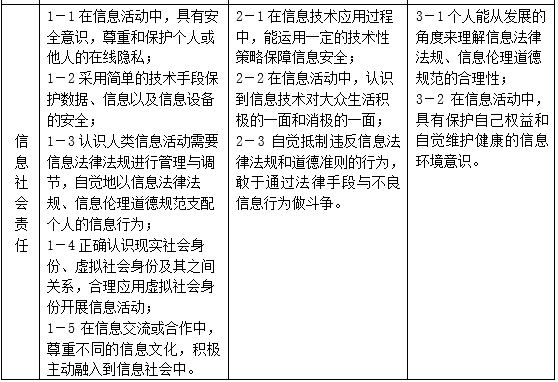 信
息
社
会
责
任
1－1在信息活动中，具有安
全意识，尊重和保护个人或
他人的在线隐私；
1－2采用简单的技术手段保
护数据、信息以及信息设备
的安全；
1－3认识人类信息活动需要
信息法律法规进行管理与调
节，自觉地以信息法律法
规、信息伦理道德规范支配
个人的信息行为；
1－4正确认识现实社会身
份、虚拟社会身份及其之间
关系，合理应用虚拟社会身
份开展信息活动；
1－5在信息交流或合作中，
尊重不同的信息文化，积极
主动融入到信息社会中。
2－1在信息技术应用过程
中，能运用一定的技术性
策略保障信息安全；
2－2在信息活动中，认识
到信息技术对大众生活积
极的一面和消极的一面；
2－3 自觉抵制违反信息法
律法规和道德准则的行为，
敢于通过法律手段与不良
信息行为做斗争。
3－1个人能从发展的
角度来理解信息法律
法规、信息伦理道德
规范的合理性；
3－2 在信息活动中，
具有保护自己权益和
自觉维护健康的信息
环境意识。